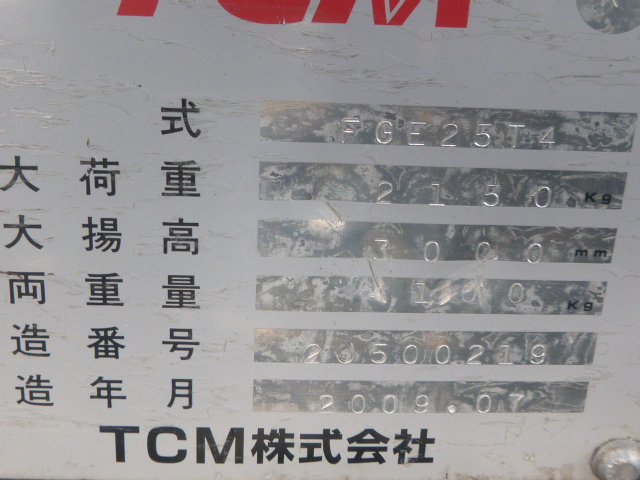 TCM
式 FGE25T4
大荷重 2150 Kg
大揚高 3000 mm
両重量 Kg
造番号 20500219
造年月 2009.07
TCM株式会社